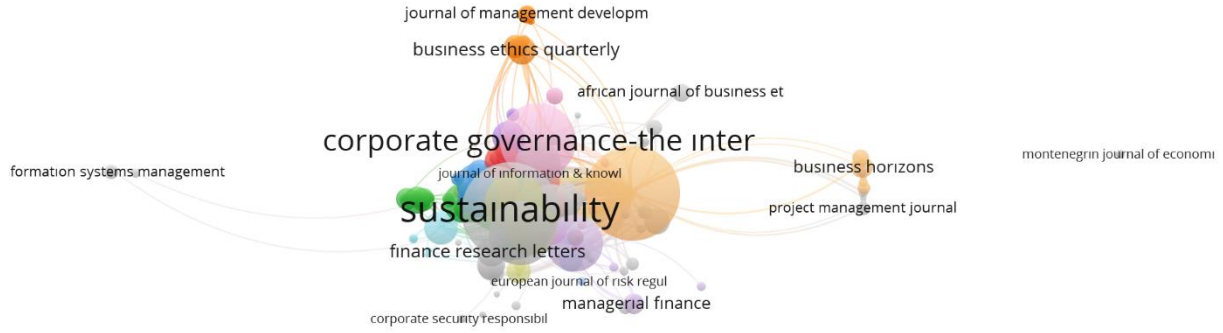 journal of management developm
business ethics quarterly
african journal of business et
corporate governance-the inter
montenegrin journal of economi
business horizons
formation systems management
journal of information & knowl
project management journal
sustainability
finance research letters
european journal of risk regul
managerial finance
corporate security responsibil